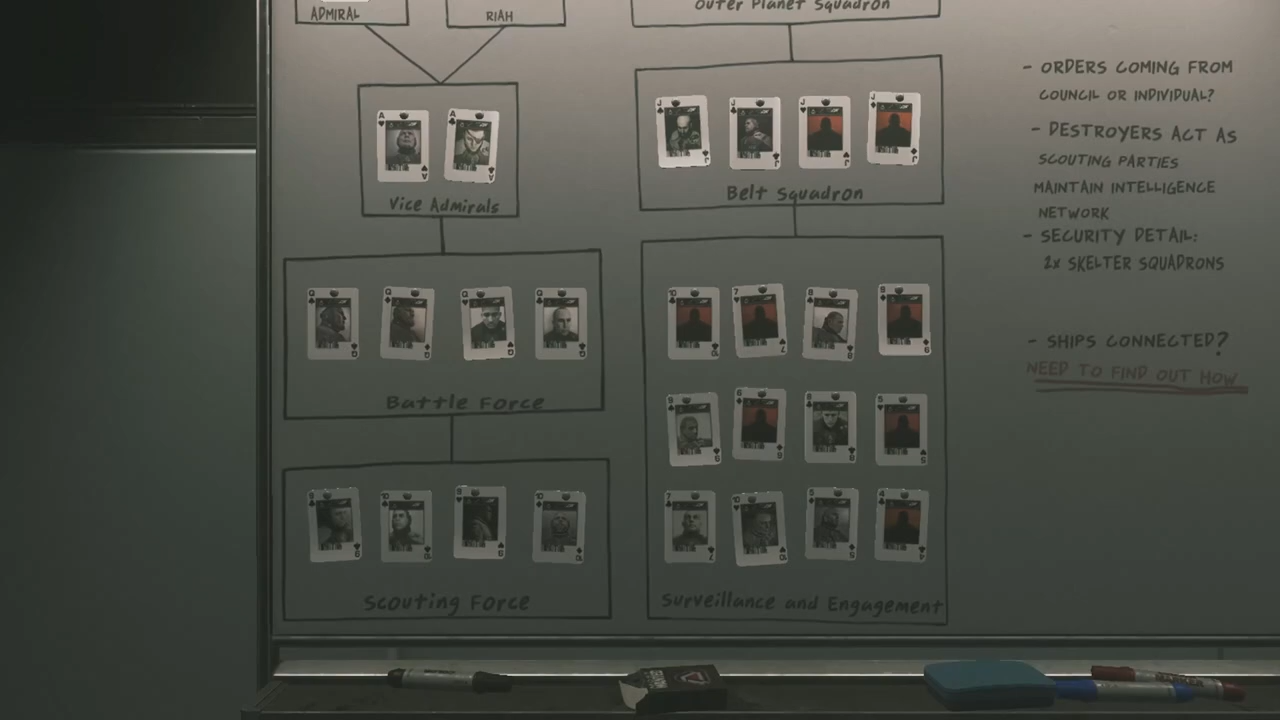 ADMIRAL
RIAH
Outer Planet Squadron
Vice Admirals
Belt Squadron
Battle Force
Scouting Force
Surveillance and Engagement
- ORDERS COMING FROM
COUNCIL OR INDIVIDUAL?
- DESTROYERS ACT AS
SCOUTING PARTIES
MAINTAIN INTELLIGENCE
NETWORK
- SECURITY DETAIL:
2x SKELTER SQUADRONS
- SHIPS CONNECTED?
NEED TO FIND OUT HOW